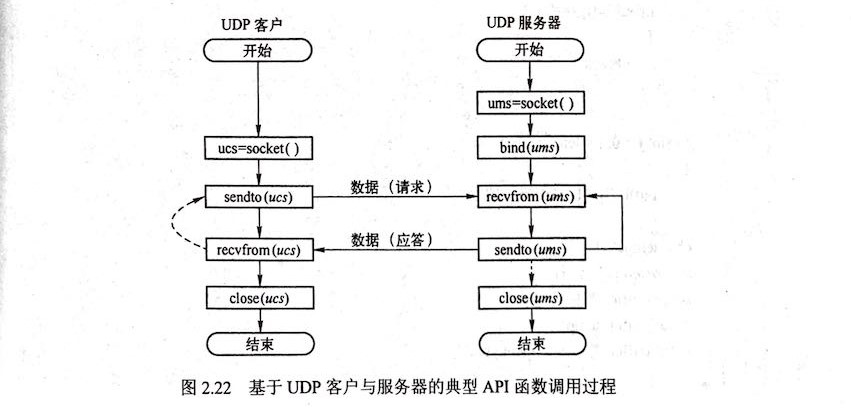 UDP 客户
UDP 服务器
开始
开始
ums=socket( )
ucs=socket( )
bind(ums)
sendto(ucs)
数据（请求）
recvfrom(ums)
recvfrom(ucs)
数据（应答）
sendto(ums)
close(ucs)
close(ums)
结束
结束
图 2.22 基于 UDP 客户与服务器的典型 API 函数调用过程